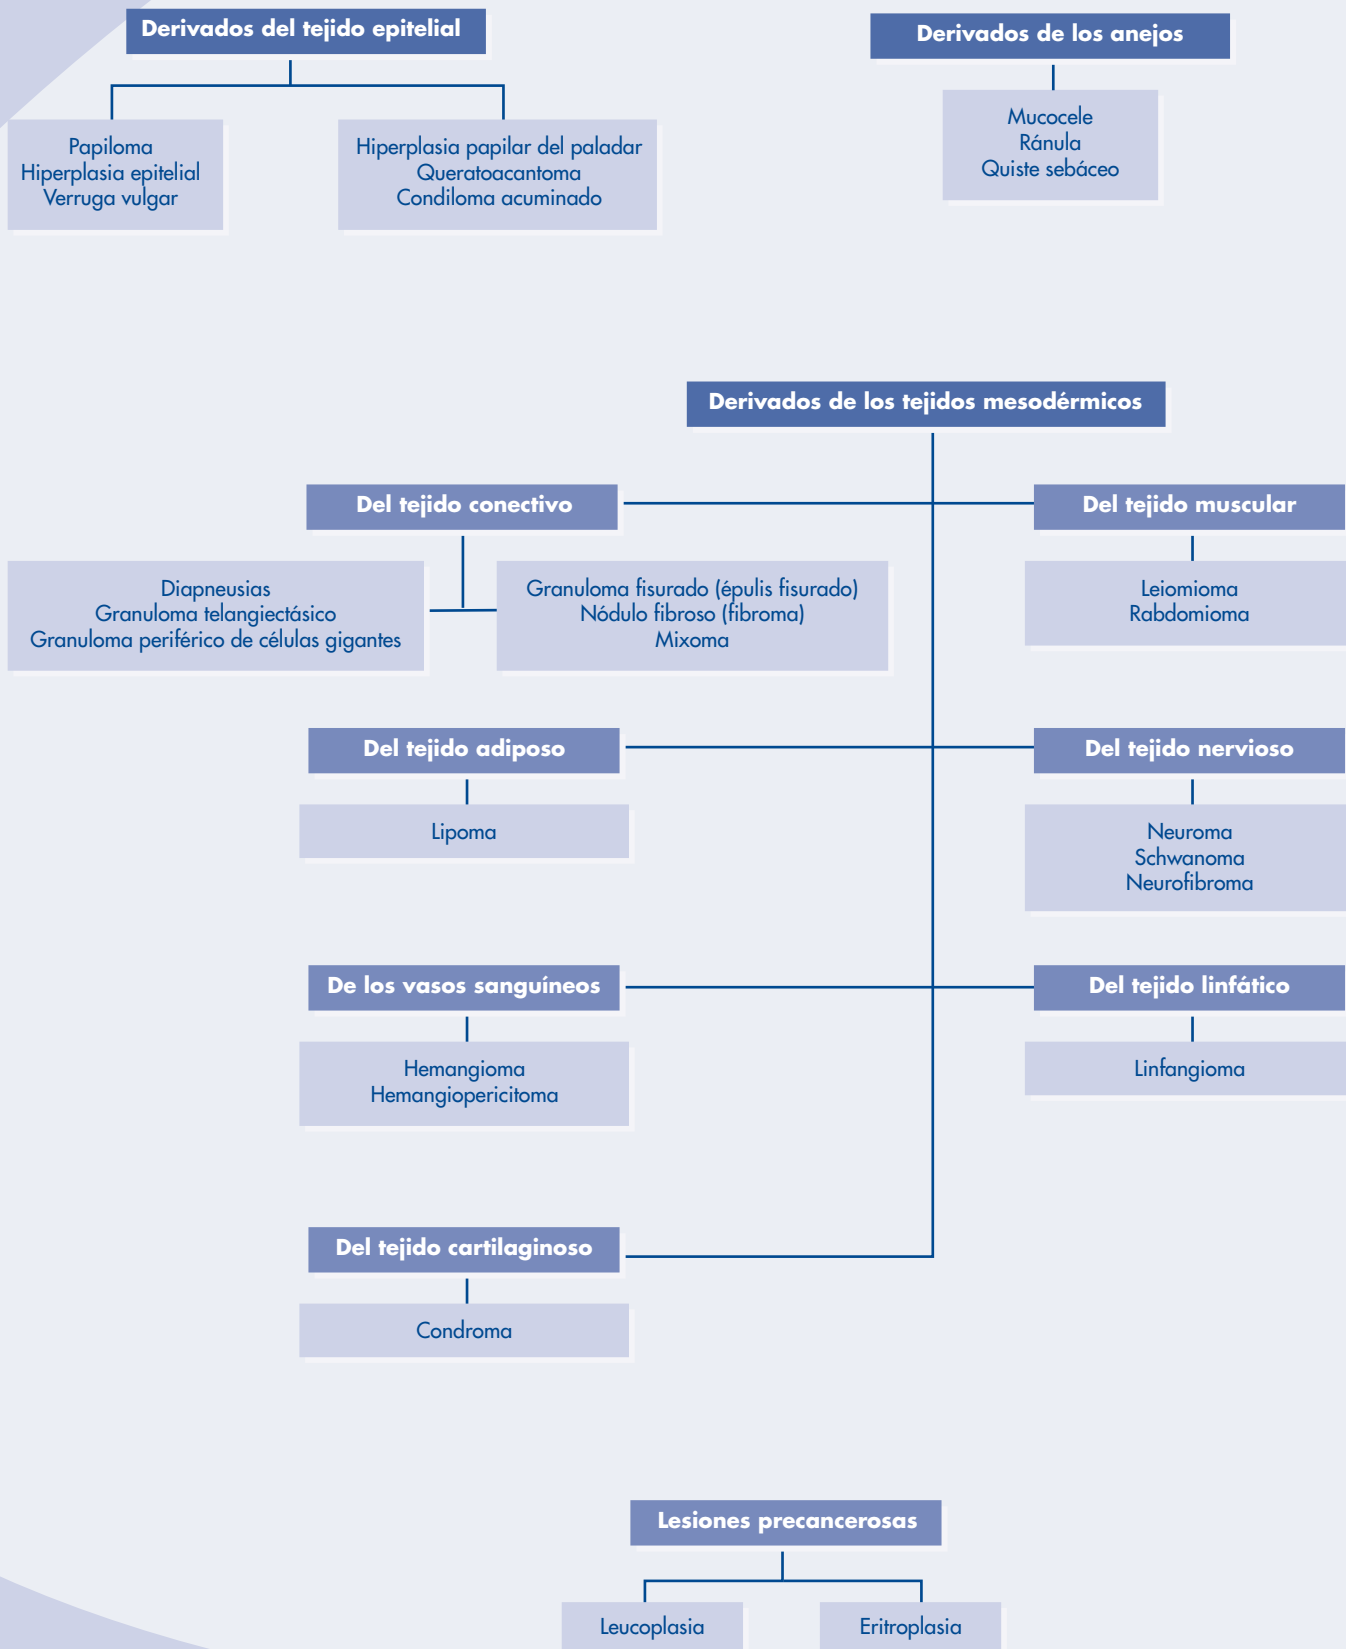 Derivados del tejido epitelial
Papiloma
Hiperplasia epitelial
Verruga vulgar
Hiperplasia papilar del paladar
Queratoacantoma
Condiloma acuminado
Derivados de los anejos
Mucocele
Ránula
Quiste sebáceo
Derivados de los tejidos mesodérmicos
Del tejido conectivo
Diapneusias
Granuloma telangiectásico
Granuloma periférico de células gigantes
Granuloma fisurado (épulis fisurado)
Nódulo fibroso (fibroma)
Mixoma
Del tejido muscular
Leiomioma
Rabdomioma
Del tejido adiposo
Lipoma
Del tejido nervioso
Neuroma
Schwanoma
Neurofibroma
De los vasos sanguíneos
Hemangioma
Hemangiopericitoma
Del tejido linfático
Linfangioma
Del tejido cartilaginoso
Condroma
Lesiones precancerosas
Leucoplasia
Eritroplasia